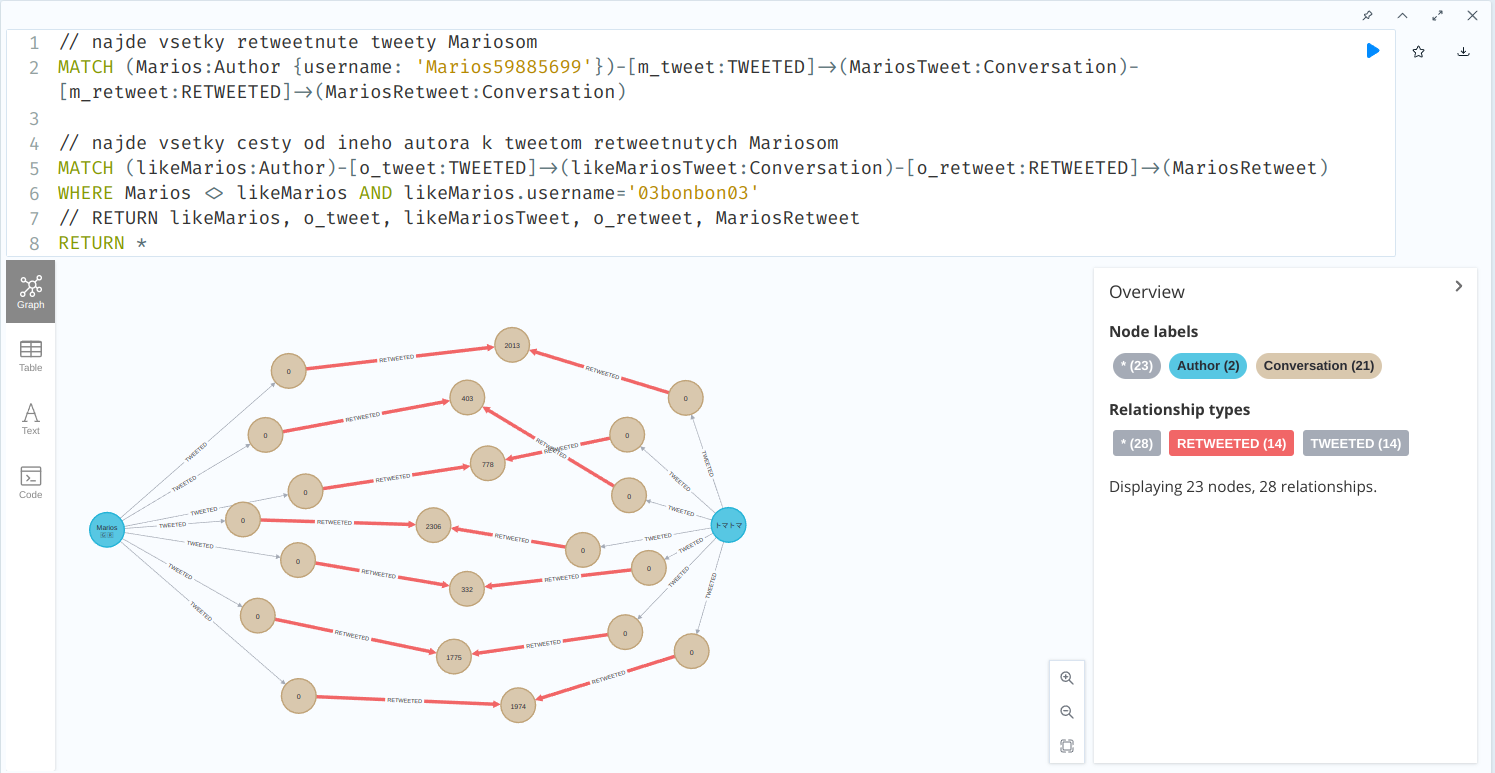 1 // najde vsetky retweetnute tweety Mariosom
2 MATCH (Marios:Author {username: 'Marios59885699'})-[m_tweet:TWEETED]->(MariosTweet:Conversation)-
[m_retweet:RETWEETED]->(MariosRetweet:Conversation)
3
4 // najde vsetky cesty od ineho autora k tweetom retweetnutych Mariosom
5 MATCH (likeMarios:Author)-[o_tweet:TWEETED]->(likeMariosTweet:Conversation)-[o_retweet:RETWEETED]->(MariosRetweet)
6 WHERE Marios <> likeMarios AND likeMarios.username='03bonbon03'
7 // RETURN likeMarios, o_tweet, likeMariosTweet, o_retweet, MariosRetweet
8 RETURN *
Graph
Table
Text
Code
Overview
Node labels
* (23) Author (2) Conversation (21)
Relationship types
* (28) RETWEETED (14) TWEETED (14)
Displaying 23 nodes, 28 relationships.
0 RETWEETED 2013 RETWEETED 0
0 RETWEETED 403 RETWEETED 0
0 RETWEETED 778 RETWEETED 0
0 RETWEETED 2306 RETWEETED 0
0 RETWEETED 332 RETWEETED 0
0 RETWEETED 1775 RETWEETED 0
0 RETWEETED 1974 RETWEETED 0
Marios
TWEETED
TWEETED
TWEETED
TWEETED
TWEETED
TWEETED
TWEETED
トマトマ
TWEETED
TWEETED
TWEETED
TWEETED
TWEETED
TWEETED
TWEETED